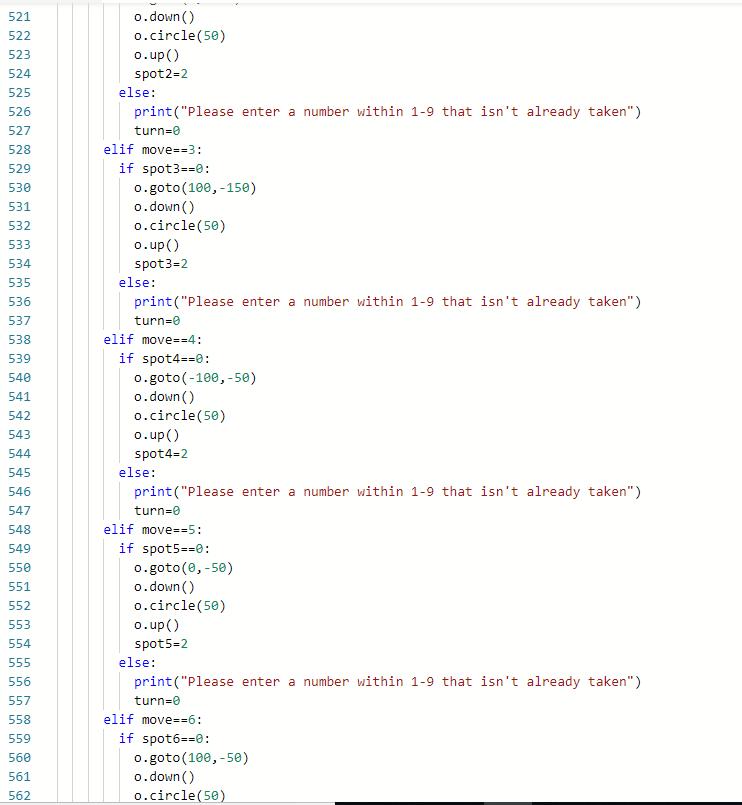 521 o.down()
522 o.circle(50)
523 o.up()
524 spot2=2
525 else:
526 print("Please enter a number within 1-9 that isn't already taken")
527 turn=0
528 elif move==3:
529 if spot3==0:
530 o.goto(100,-150)
531 o.down()
532 o.circle(50)
533 o.up()
534 spot3=2
535 else:
536 print("Please enter a number within 1-9 that isn't already taken")
537 turn=0
538 elif move==4:
539 if spot4==0:
540 o.goto(-100,-50)
541 o.down()
542 o.circle(50)
543 o.up()
544 spot4=2
545 else:
546 print("Please enter a number within 1-9 that isn't already taken")
547 turn=0
548 elif move==5:
549 if spot5==0:
550 o.goto(0,-50)
551 o.down()
552 o.circle(50)
553 o.up()
554 spot5=2
555 else:
556 print("Please enter a number within 1-9 that isn't already taken")
557 turn=0
558 elif move==6:
559 if spot6==0:
560 o.goto(100,-50)
561 o.down()
562 o.circle(50)